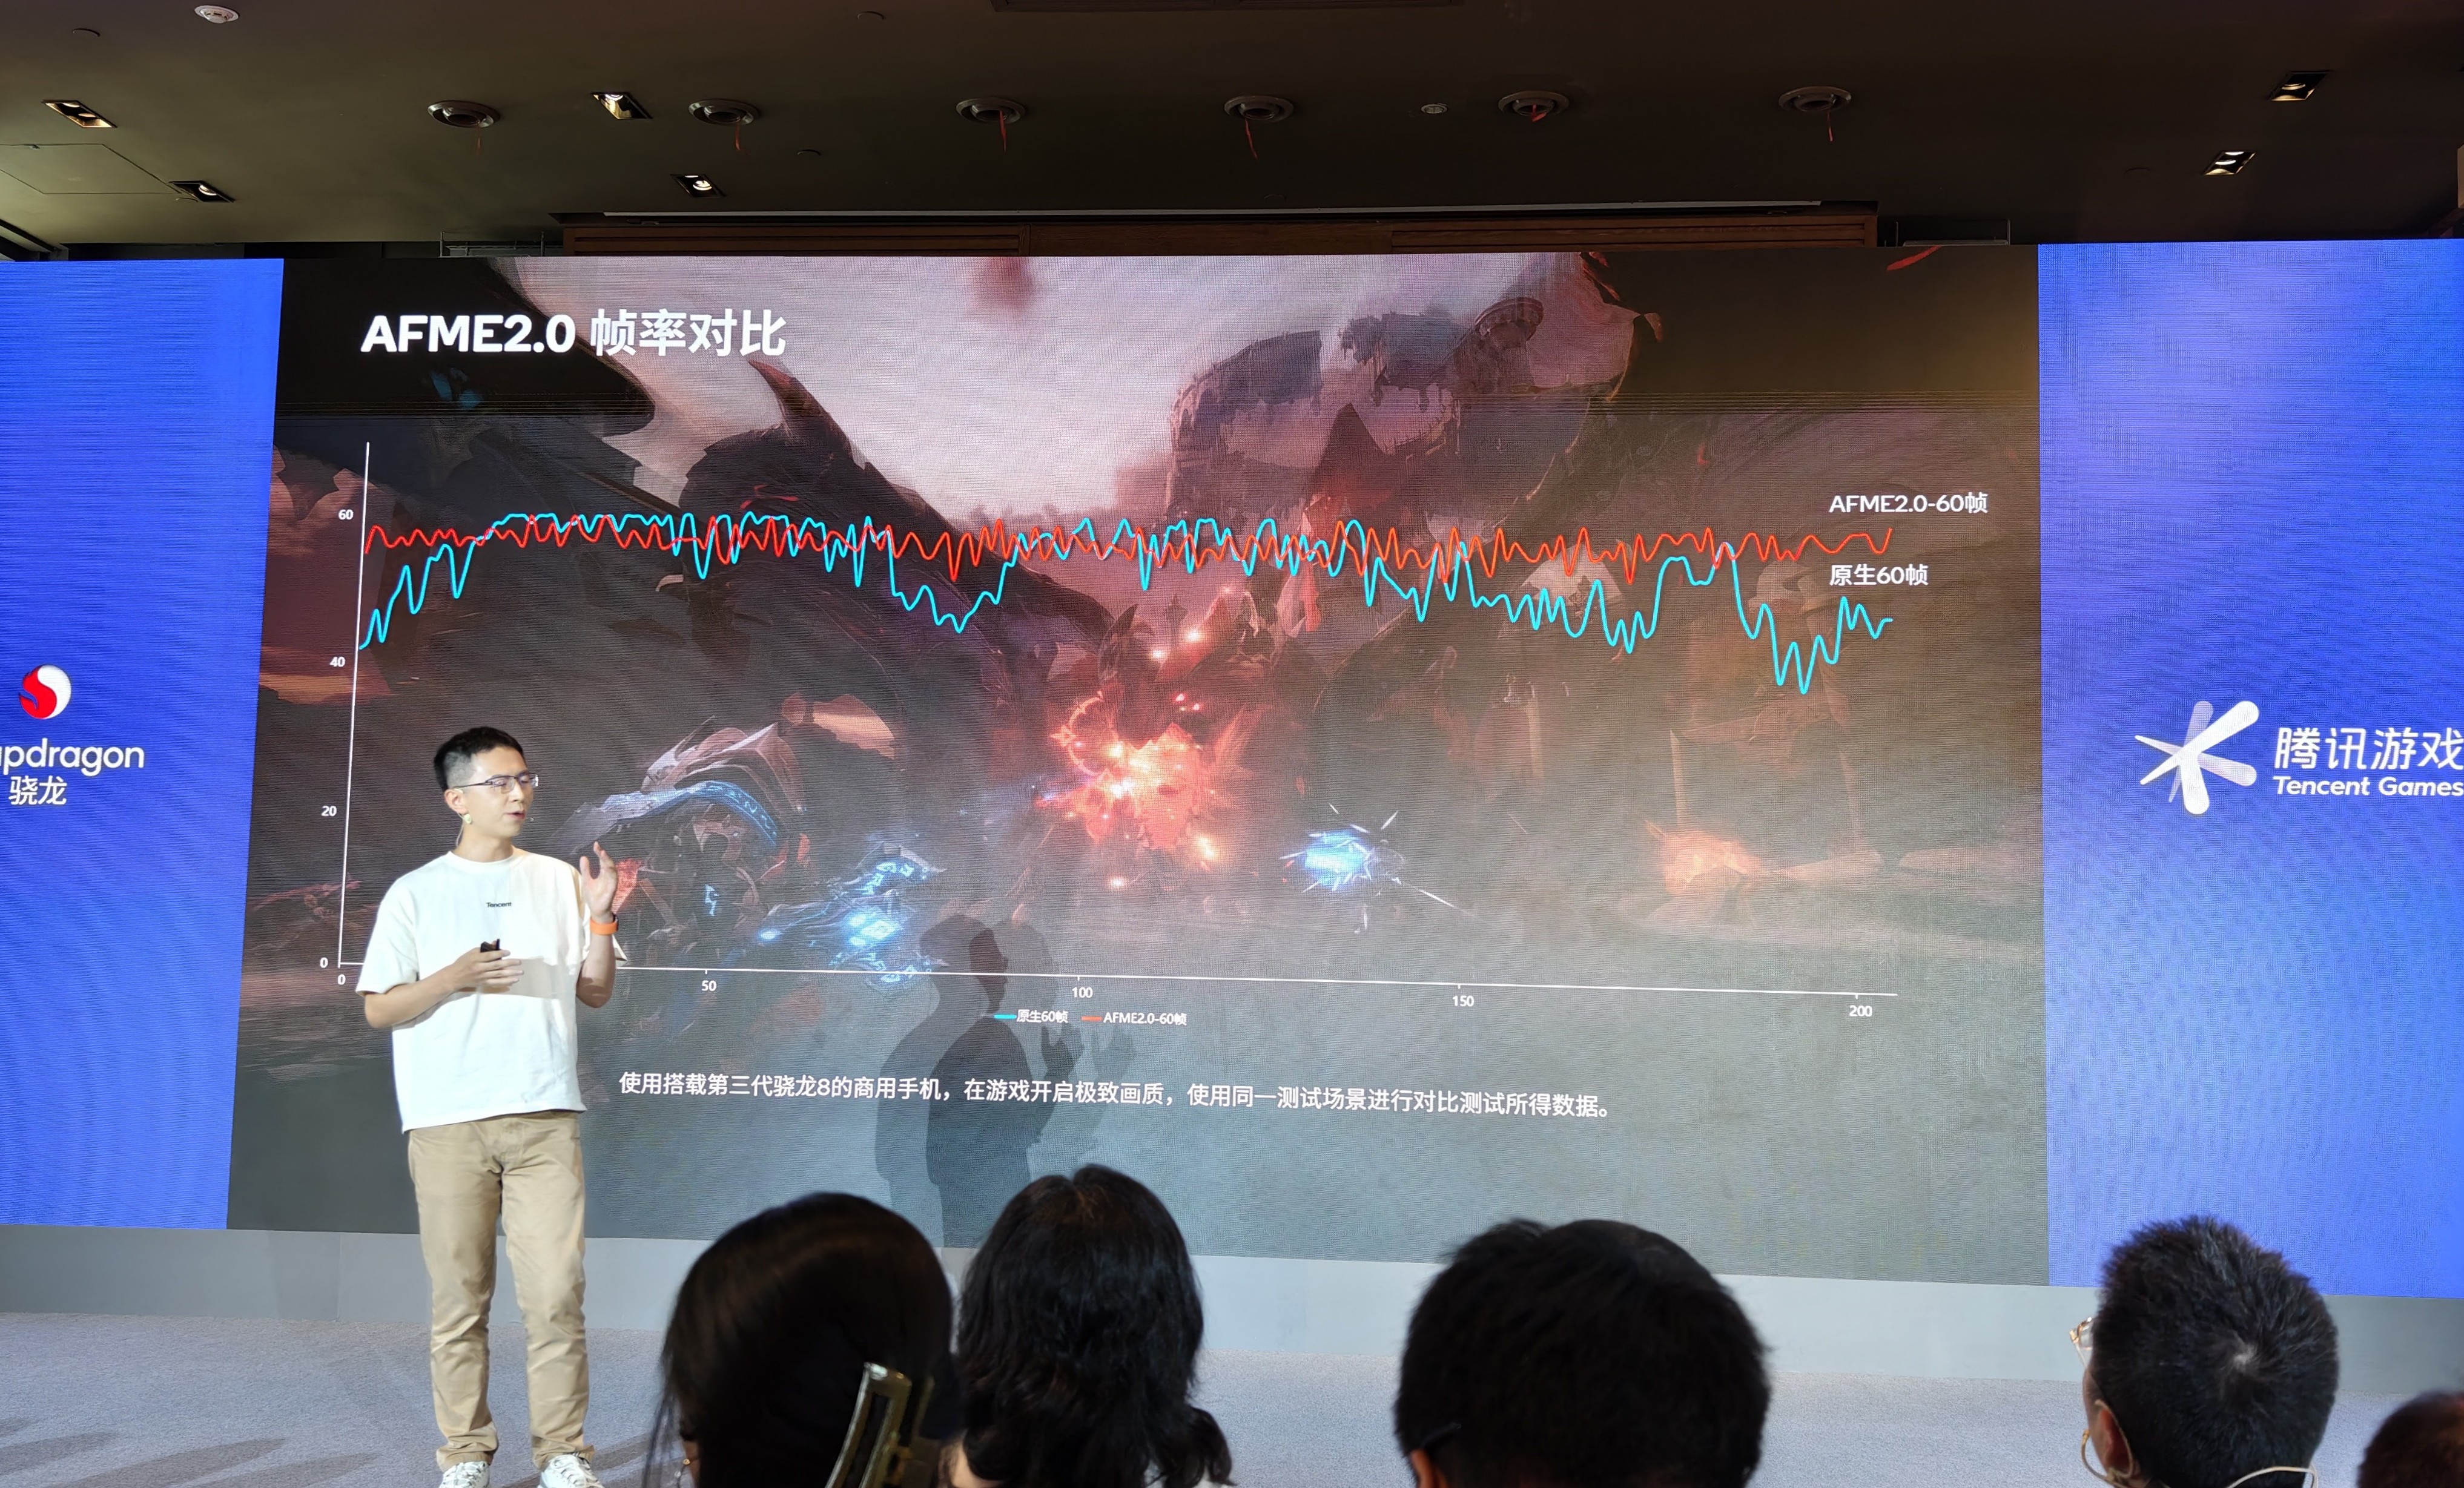 AFME2.0 帧率对比
60
40
20
0
0
50
100
150
200
AFME2.0-60帧
原生60帧
原生60帧
AFME2.0-60帧
使用搭载第三代骁龙8的商用手机，在游戏开启极致画质，使用同一测试场景进行对比测试所得数据。
apdragon
骁龙
腾讯游戏
Tencent Games
Tencent